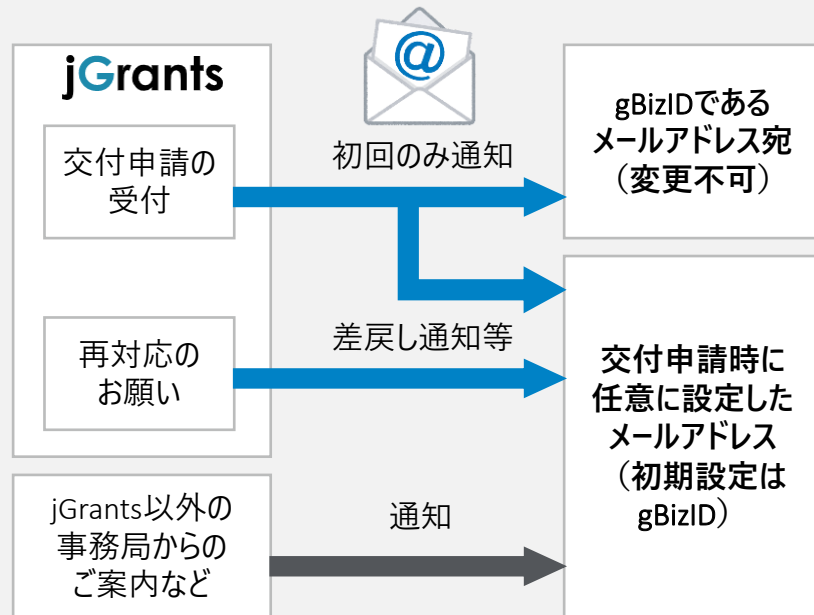 jGrants
交付申請の
受付
再対応の
お願い
jGrants以外の
事務局からの
ご案内など
@
初回のみ通知
差戻し通知等
通知
gBizIDである
メールアドレス宛
（変更不可）
交付申請時に
任意に設定した
メールアドレス
（初期設定は
gBizID）